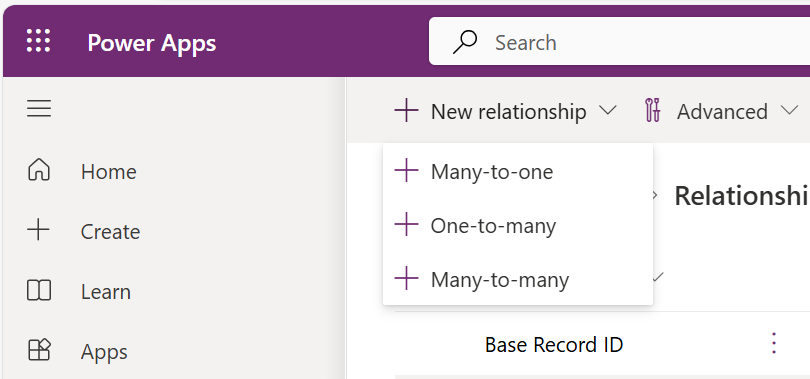 Power Apps
Search
New relationship
Advanced
Many-to-one
One-to-many
Many-to-many
Relationshi
Base Record ID
Home
Create
Learn
Apps